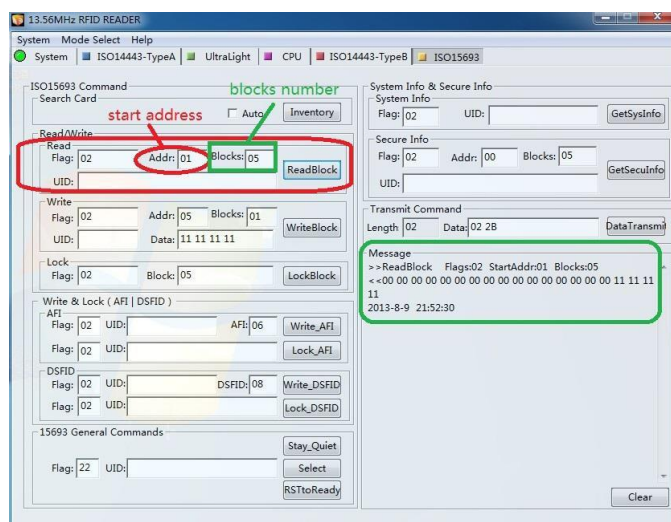 13.56MHz RFID READER
System Mode Select Help
System ISO14443-TypeA UltraLight CPU ISO14443-TypeB ISO15693
ISO15693 Command
Search Card
blocks number
start address
Auto Inventory
Read/Write
Read
Flag: 02 Addr: 01 Blocks: 05
ReadBlock
UID:
Write
Flag: 02 Addr: 05 Blocks: 01
WriteBlock
UID: Data: 11 11 11 11
Lock
Flag: 02 Block: 05 LockBlock
Write & Lock ( AFI | DSFID )
AFI
Flag: 02 UID: AFI: 06 Write_AFI
Flag: 02 UID: Lock_AFI
DSFID
Flag: 02 UID: DSFID: 08 Write_DSFID
Flag: 02 UID: Lock_DSFID
15693 General Commands
Stay_Quiet
Flag: 22 UID: Select
RSTtoReady
System Info & Secure Info
System Info
Flag: 02 UID: GetSysInfo
Secure Info
Flag: 02 Addr: 00 Blocks: 05
GetSecuInfo
UID:
Transmit Command
Length 02 Data: 02 2B DataTransmit
Message
>>ReadBlock Flags:02 StartAddr:01 Blocks:05
<<00 00 00 00 00 00 00 00 00 00 00 00 00 00 00 00 11 11 11
11
2013-8-9 21:52:30
Clear